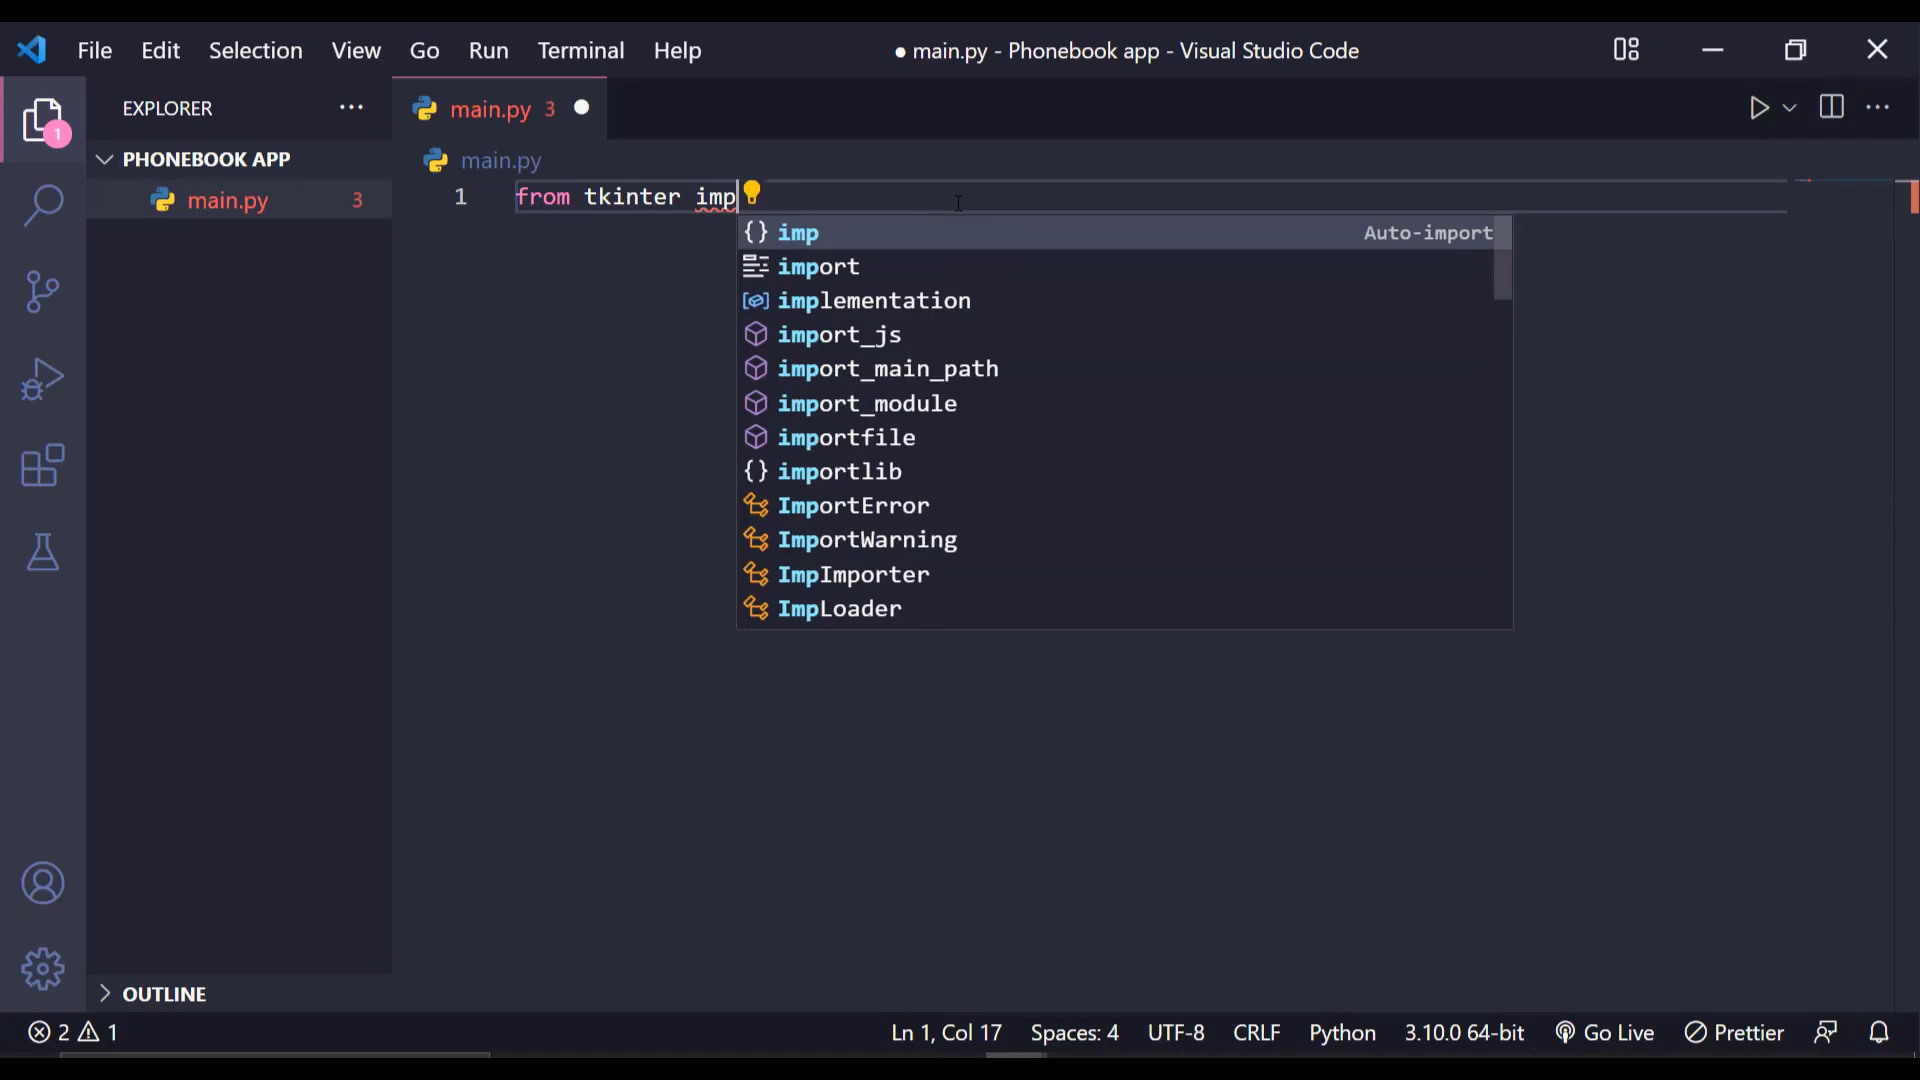 File Edit Selection View Go Run Terminal Help
● main.py - Phonebook app - Visual Studio Code
EXPLORER
main.py 3
1
PHONEBOOK APP
main.py
main.py 3
1 from tkinter imp
imp Auto-import
import
implementation
import_js
import_main_path
import_module
importfile
importlib
ImportError
ImportWarning
ImpImporter
ImpLoader
OUTLINE
2 1 Ln 1, Col 17 Spaces: 4 UTF-8 CRLF Python 3.10.0 64-bit Go Live Prettier